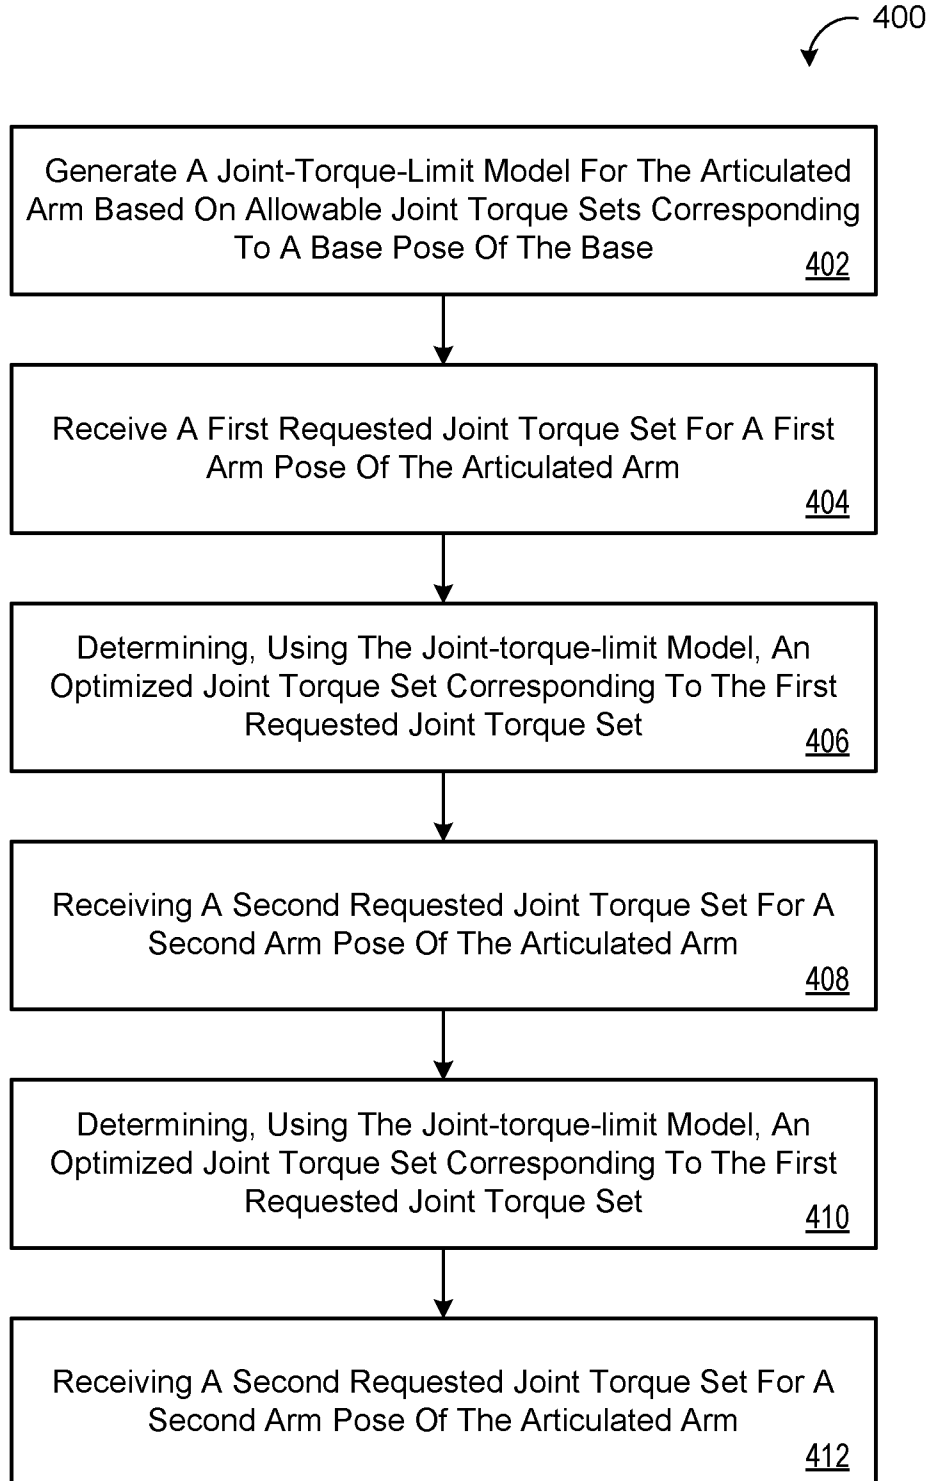 400
Generate A Joint-Torque-Limit Model For The Articulated
Arm Based On Allowable Joint Torque Sets Corresponding
To A Base Pose Of The Base
402
Receive A First Requested Joint Torque Set For A First
Arm Pose Of The Articulated Arm
404
Determining, Using The Joint-torque-limit Model, An
Optimized Joint Torque Set Corresponding To The First
Requested Joint Torque Set
406
Receiving A Second Requested Joint Torque Set For A
Second Arm Pose Of The Articulated Arm
408
Determining, Using The Joint-torque-limit Model, An
Optimized Joint Torque Set Corresponding To The First
Requested Joint Torque Set
410
Receiving A Second Requested Joint Torque Set For A
Second Arm Pose Of The Articulated Arm
412